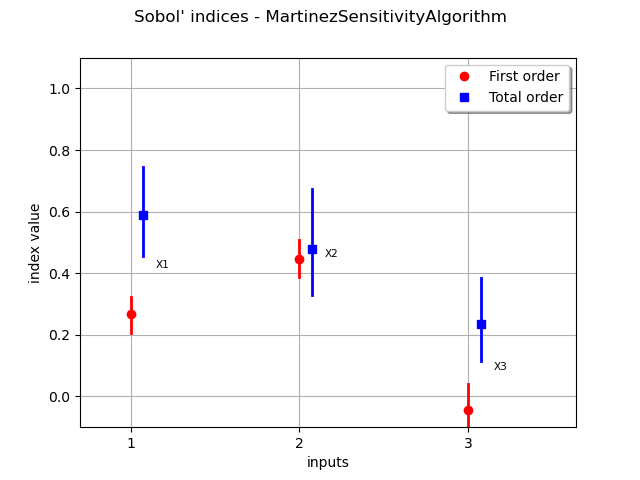 Sobol' indices - MartinezSensitivityAlgorithm
First order
Total order
1.0
0.8
0.6
0.4
0.2
0.0
index value
X1
X2
X3
1 2 3
inputs